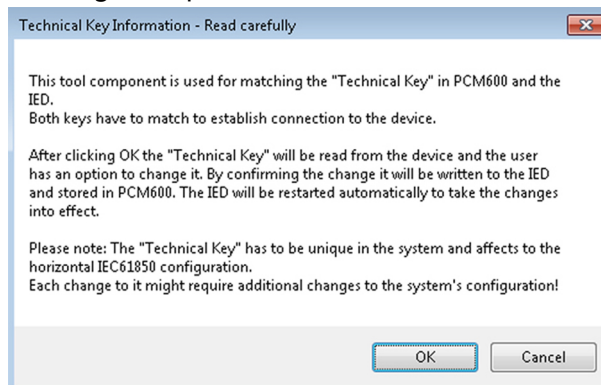 Technical Key Information - Read carefully
This tool component is used for matching the "Technical Key" in PCM600 and the
IED.
Both keys have to match to establish connection to the device.
After clicking OK the "Technical Key" will be read from the device and the user
has an option to change it. By confirming the change it will be written to the IED
and stored in PCM600. The IED will be restarted automatically to take the changes
into effect.
Please note: The "Technical Key" has to be unique in the system and affects to the
horizontal IEC61850 configuration.
Each change to it might require additional changes to the system's configuration!
OK Cancel